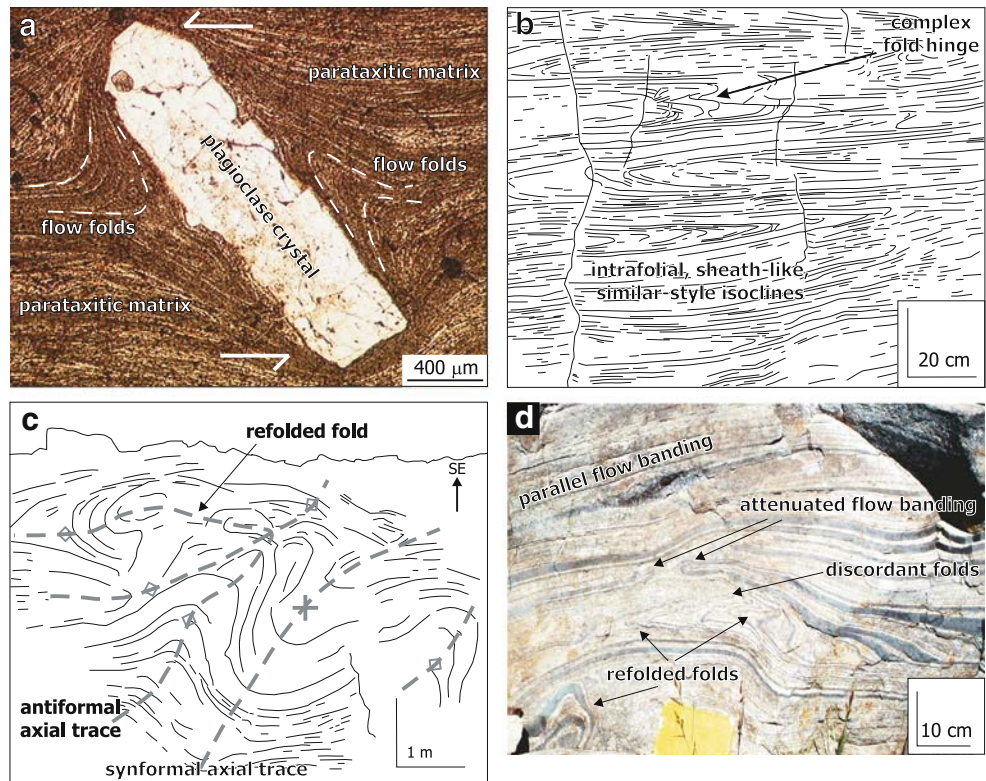 a
parataxitic matrix
plagioclase crystal
flow folds
flow folds
parataxitic matrix
400 μm
b
complex
fold hinge
intrafolial, sheath-like,
similar-style isoclines
20 cm
c
refolded fold
SE
antiformal
axial trace
synformal axial trace
1 m
d
parallel flow banding
attenuated flow banding
discordant folds
refolded folds
10 cm